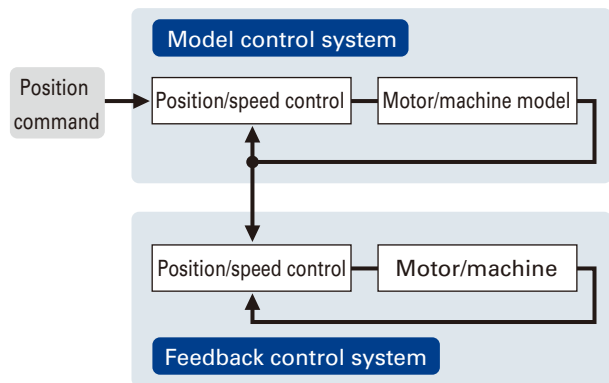 Model control system
Position
command
Position/speed control
Motor/machine model
Position/speed control
Motor/machine
Feedback control system